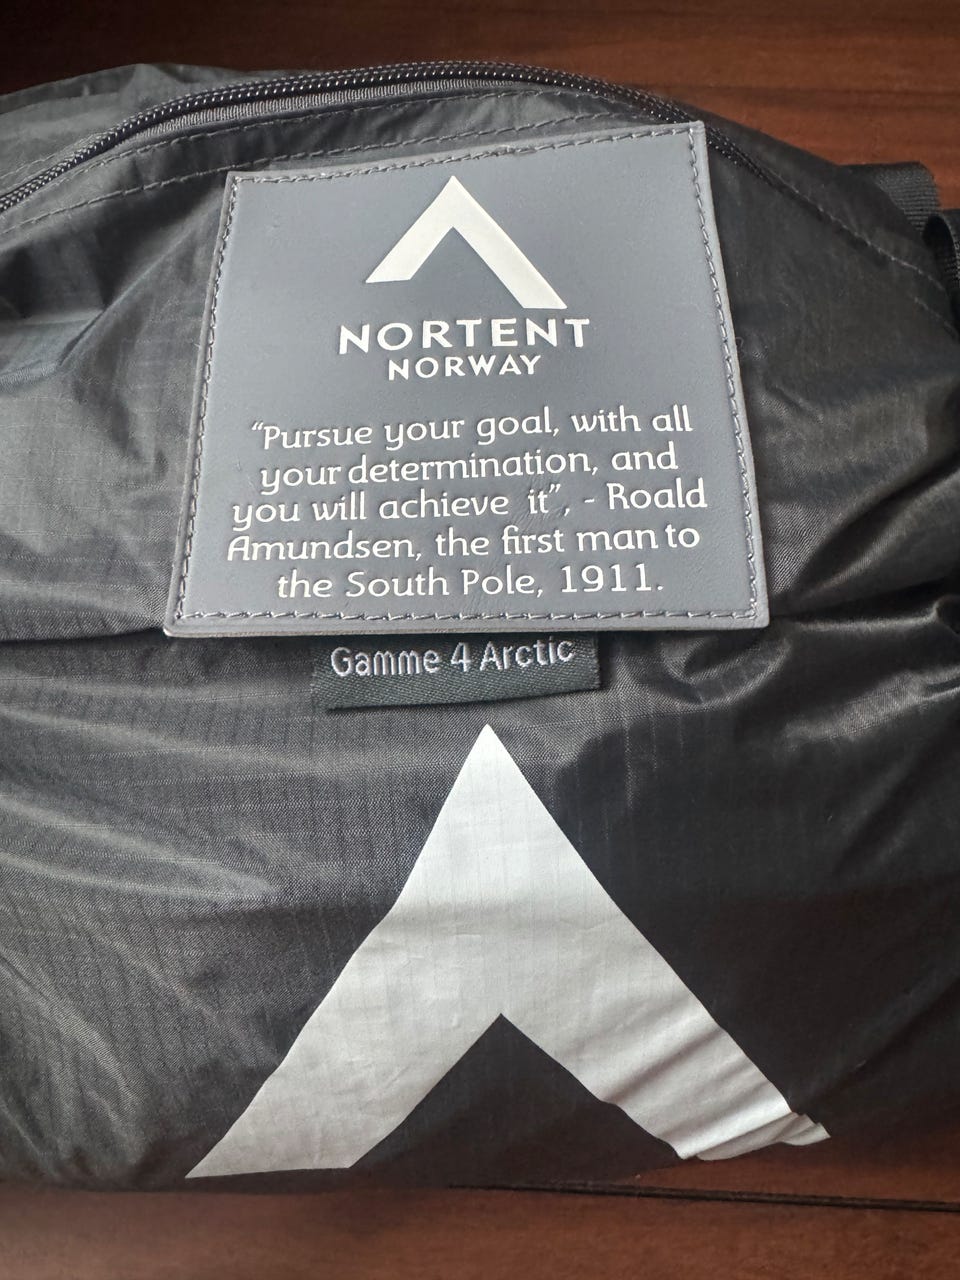 NORTENT
NORWAY
“Pursue your goal, with all
your determination, and
you will achieve it”, - Roald
Amundsen, the first man to
the South Pole, 1911.
Gamme 4 Arctic